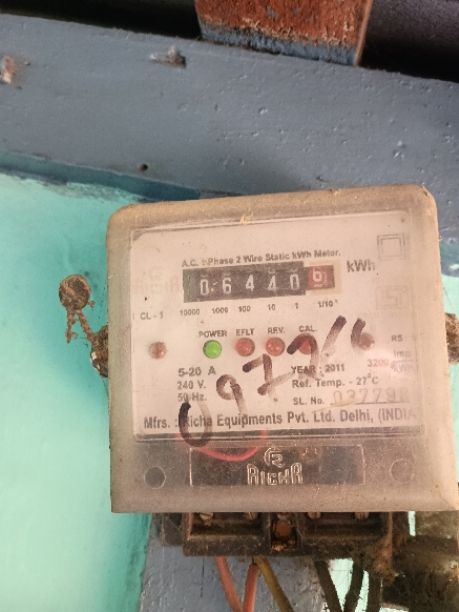 A.C. 1-Phase 2 Wire Static kWh Meter.
0 6 4 4 0 6 kWh
CL - 1 10000 1000 100 10 1 1/10
POWER EFLT REV. CAL.
5-20 A YEAR : 2011 3200
240 V. Ref. Temp. - 27°C
50 Hz. SL. No.
Mfrs. : Richa Equipments Pvt. Ltd. Delhi, (INDIA
RICHA